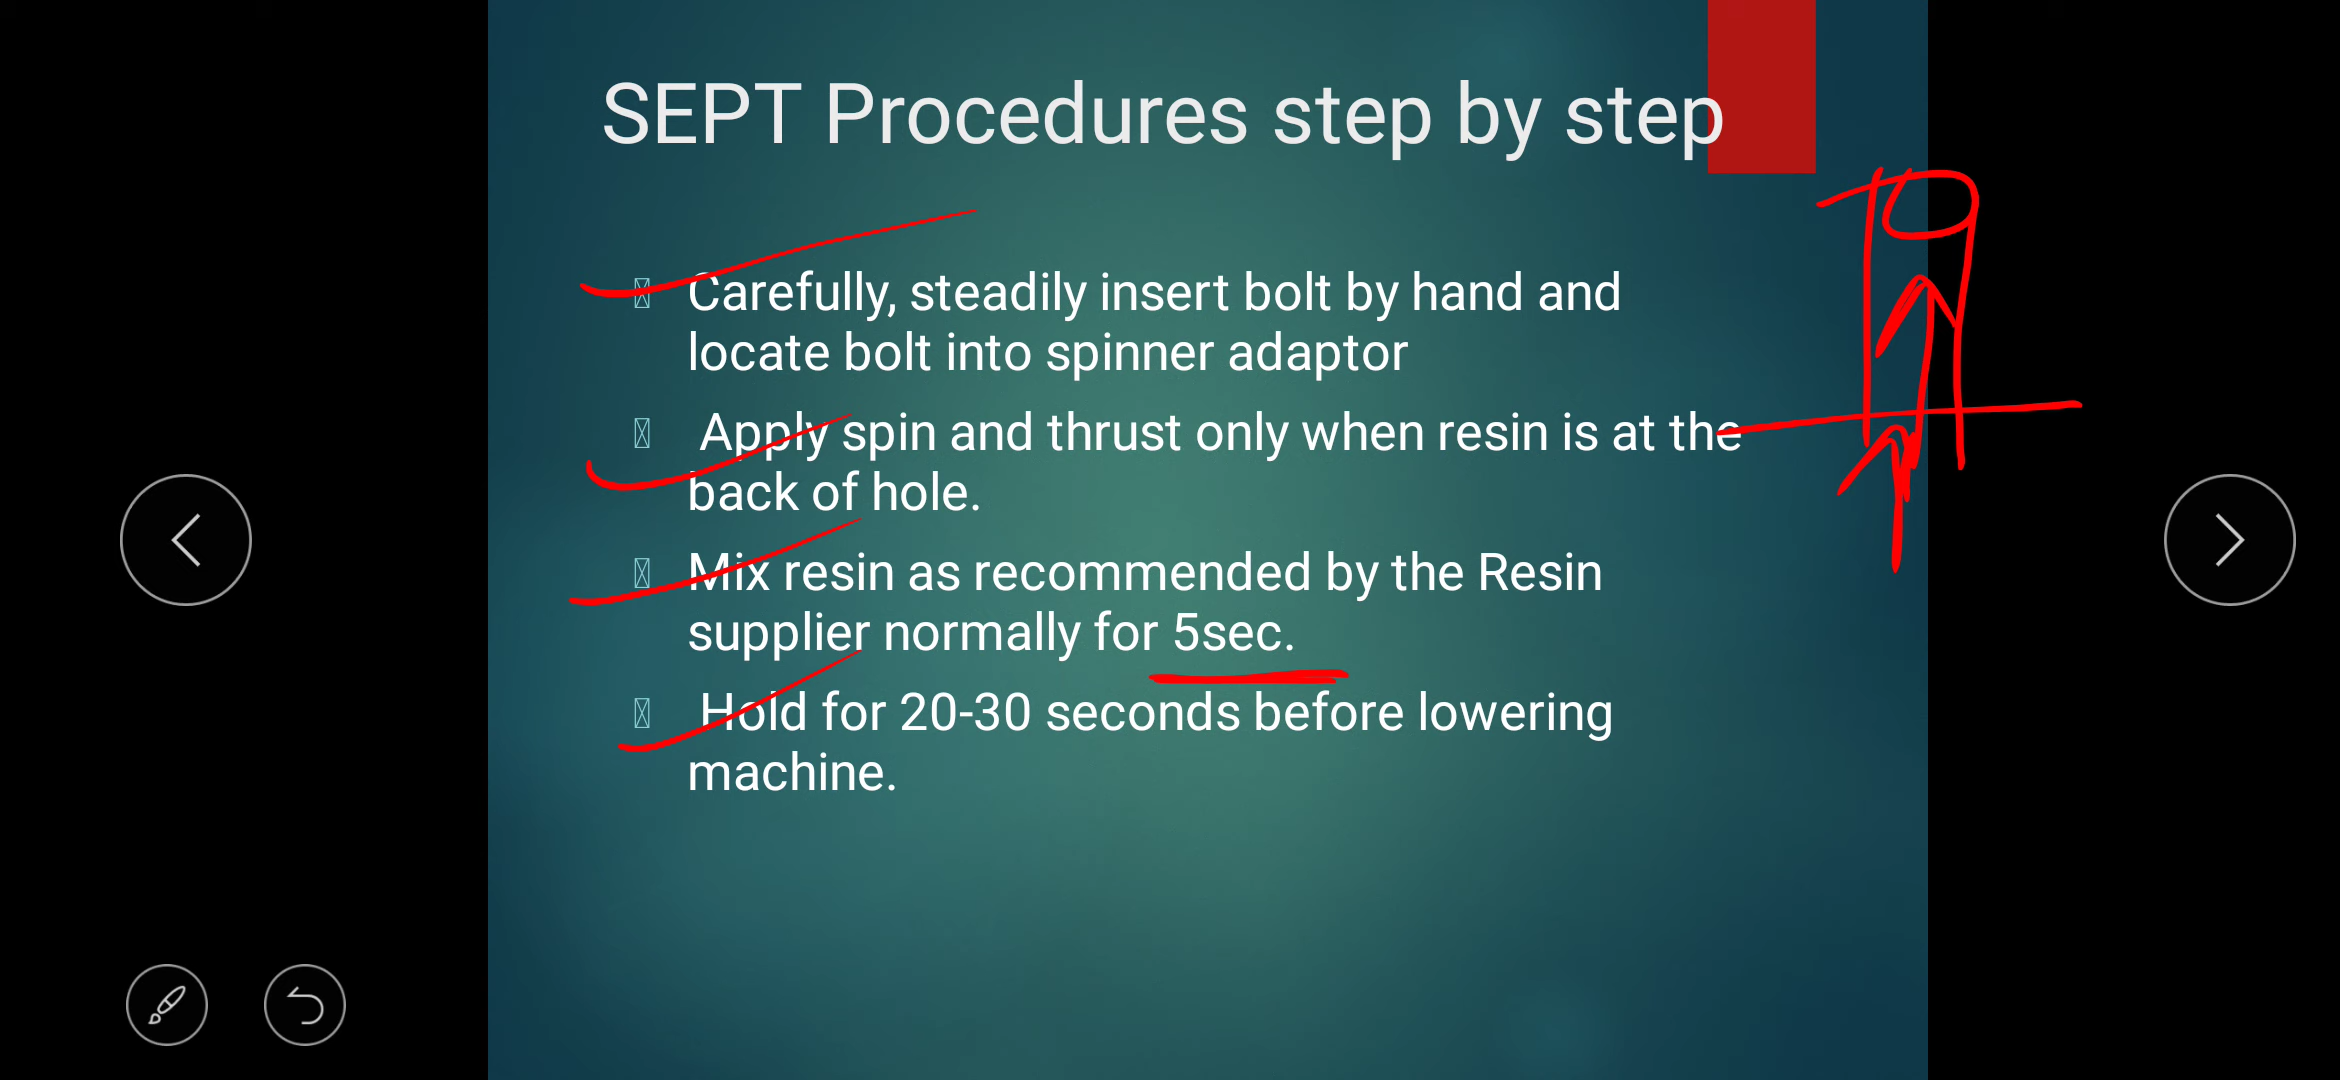 SEPT Procedures step by step
Carefully, steadily insert bolt by hand and
locate bolt into spinner adaptor
Apply spin and thrust only when resin is at the
back of hole.
Mix resin as recommended by the Resin
supplier normally for 5sec.
Hold for 20-30 seconds before lowering
machine.